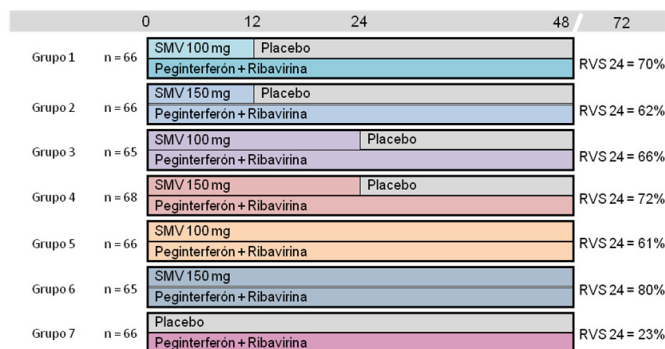 0 12 24 48 72
SMV 100 mg Placebo
Grupo 1 n = 66 RVS 24 = 70%
Peginterferón + Ribavirina
SMV 150 mg Placebo
Grupo 2 n = 66 RVS 24 = 62%
Peginterferón + Ribavirina
SMV 100 mg Placebo
Grupo 3 n = 65 RVS 24 = 66%
Peginterferón + Ribavirina
SMV 150 mg Placebo
Grupo 4 n = 68 RVS 24 = 72%
Peginterferón + Ribavirina
SMV 100 mg
Grupo 5 n = 66 RVS 24 = 61%
Peginterferón + Ribavirina
SMV 150 mg
Grupo 6 n = 65 RVS 24 = 80%
Peginterferón + Ribavirina
Placebo
Grupo 7 n = 66 RVS 24 = 23%
Peginterferón + Ribavirina